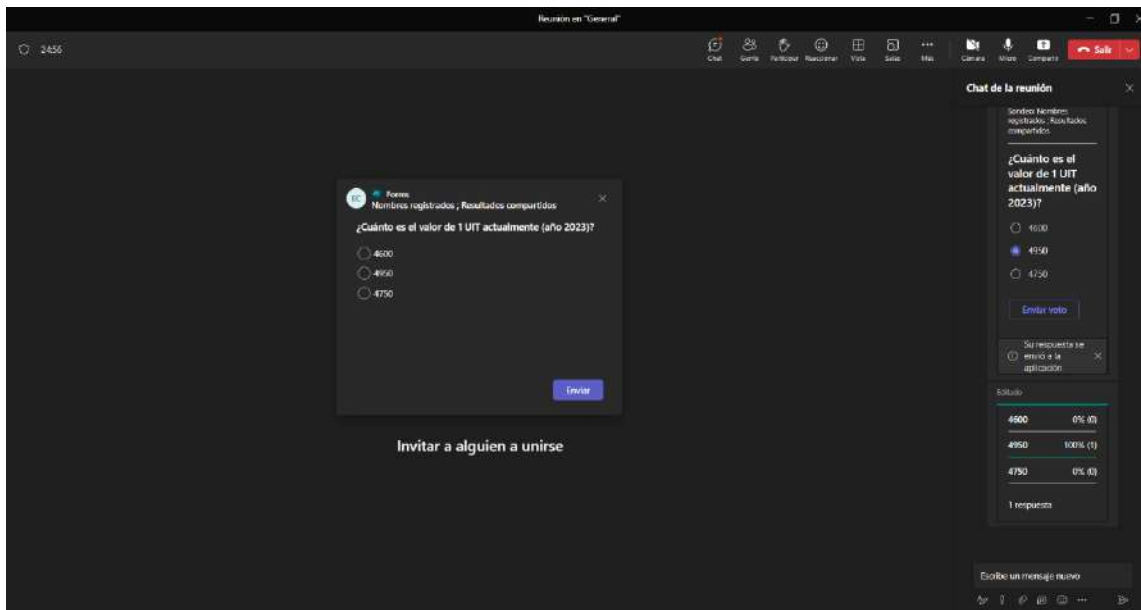 Reunión en "General"
24:56
Chat
Gente
Participar
Reaccionar
Vista
Salas
Más
Cámara
Micro
Compartir
Salir
Chat de la reunión
Sondeo: Nombres
registrados ; Resultados
compartidos
¿Cuánto es el
valor de 1 UIT
actualmente (año
2023)?
4600
4950
4750
Enviar voto
Su respuesta se
envió a la
aplicación
Editado
4600 0% (0)
4950 100% (1)
4750 0% (0)
1 respuesta
Escribe un mensaje nuevo
Forms
Nombres registrados ; Resultados compartidos
¿Cuánto es el valor de 1 UIT actualmente (año 2023)?
4600
4950
4750
Enviar
Invitar a alguien a unirse